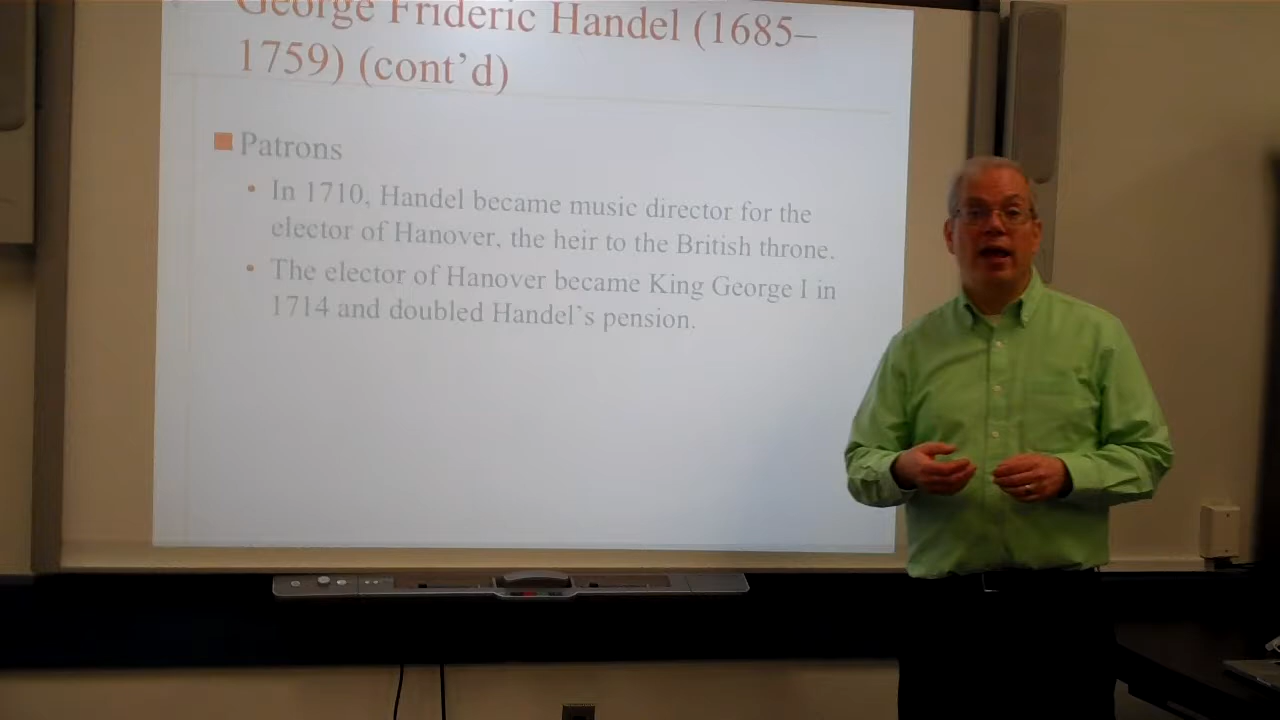 George Frideric Handel (1685–
1759) (cont’d)
Patrons
In 1710, Handel became music director for the
elector of Hanover, the heir to the British throne.
The elector of Hanover became King George I in
1714 and doubled Handel’s pension.